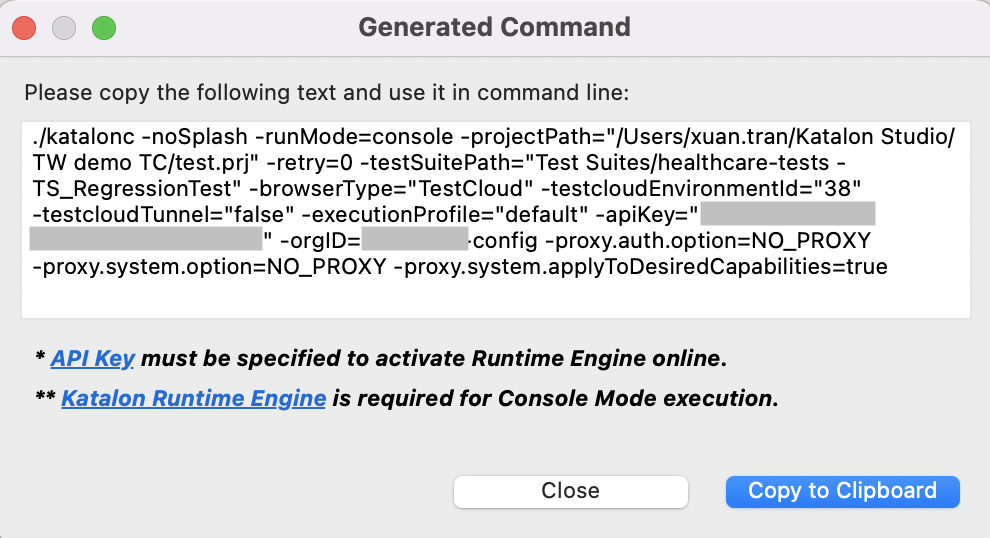 Generated Command
Please copy the following text and use it in command line:
./katalonc -noSplash -runMode=console -projectPath="/Users/xuan.tran/Katalon Studio/
TW demo TC/test.prj" -retry=0 -testSuitePath="Test Suites/healthcare-tests -
TS_RegressionTest" -browserType="TestCloud" -testcloudEnvironmentId="38"
-testcloudTunnel="false" -executionProfile="default" -apiKey="
" -orgID= -config -proxy.auth.option=NO_PROXY
-proxy.system.option=NO_PROXY -proxy.system.applyToDesiredCapabilities=true
* API Key must be specified to activate Runtime Engine online.
** Katalon Runtime Engine is required for Console Mode execution.
Close
Copy to Clipboard